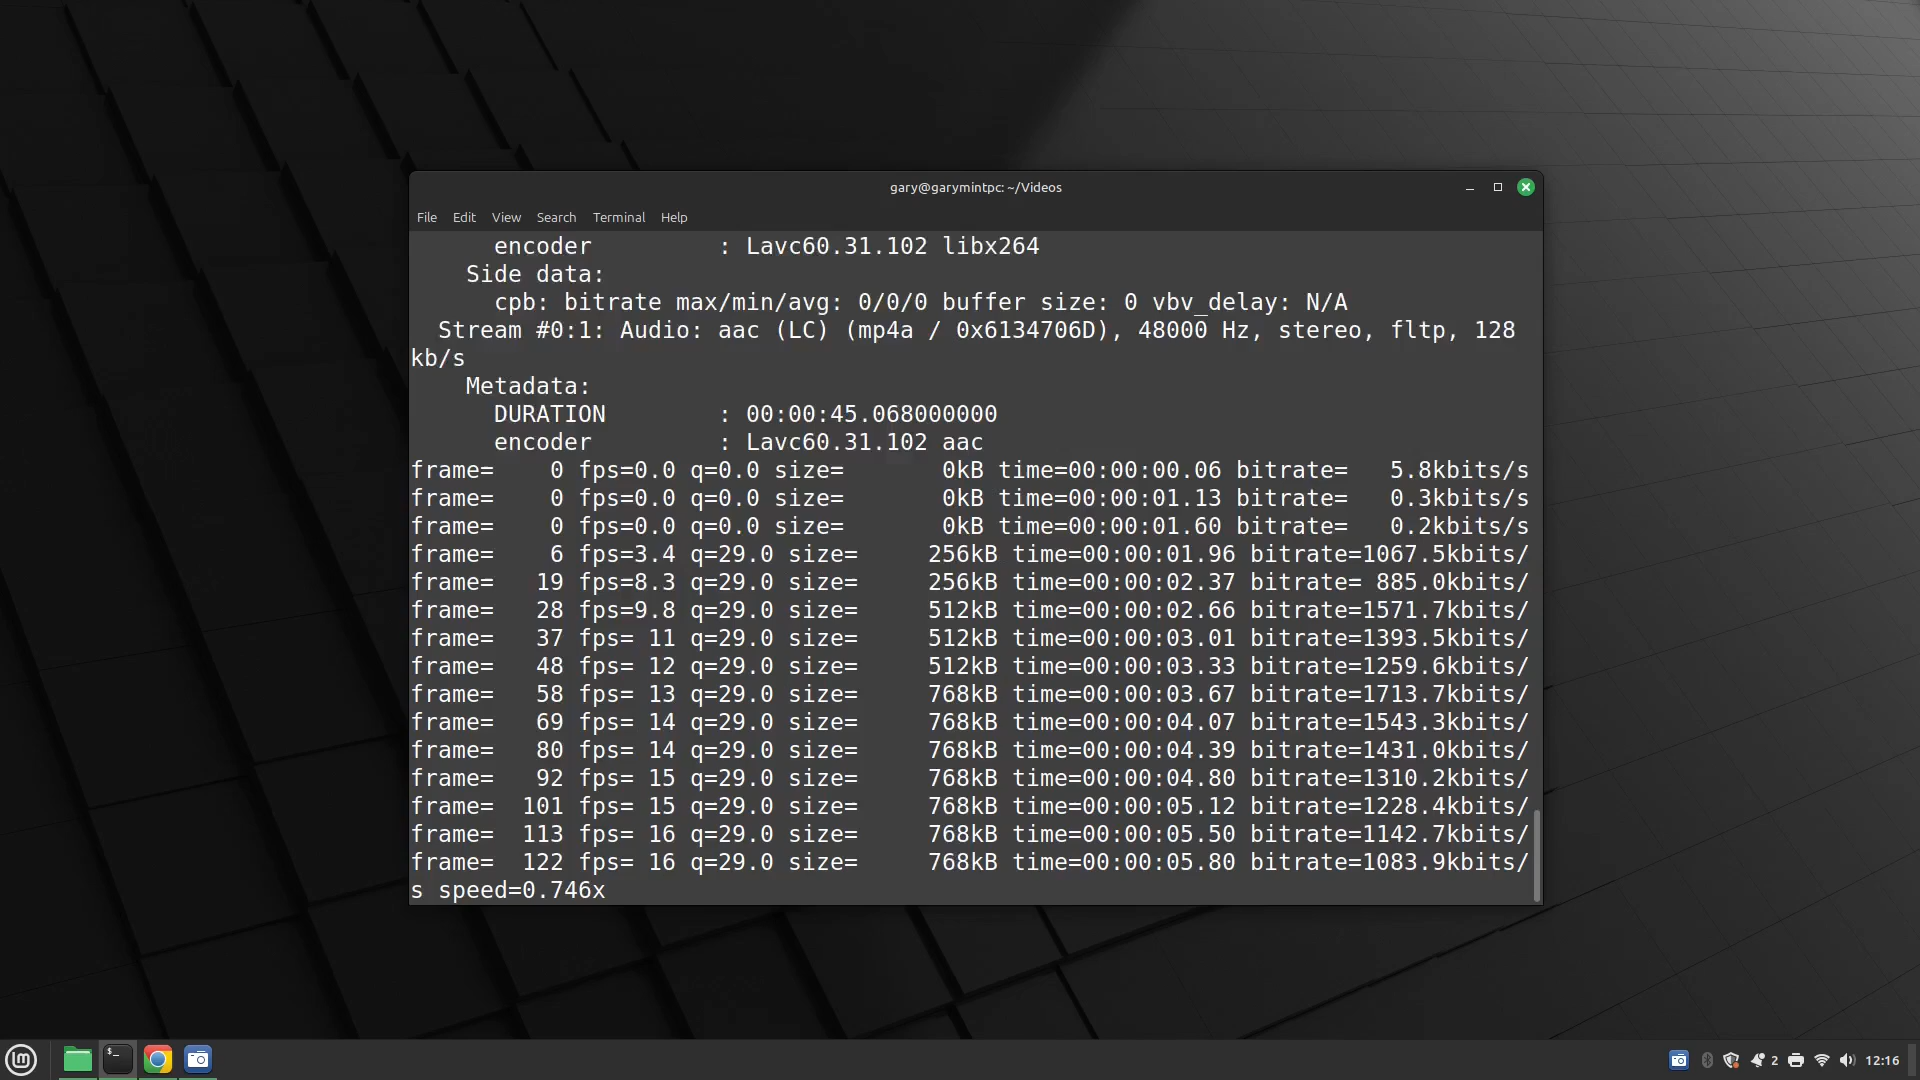 gary@garymintpc: ~/Videos
File Edit View Search Terminal Help
encoder : Lavc60.31.102 libx264
Side data:
cpb: bitrate max/min/avg: 0/0/0 buffer size: 0 vbv_delay: N/A
Stream #0:1: Audio: aac (LC) (mp4a / 0x6134706D), 48000 Hz, stereo, fltp, 128
kb/s
Metadata:
DURATION : 00:00:45.068000000
encoder : Lavc60.31.102 aac
frame= 0 fps=0.0 q=0.0 size= 0kB time=00:00:00.06 bitrate= 5.8kbits/s
frame= 0 fps=0.0 q=0.0 size= 0kB time=00:00:01.13 bitrate= 0.3kbits/s
frame= 0 fps=0.0 q=0.0 size= 0kB time=00:00:01.60 bitrate= 0.2kbits/s
frame= 6 fps=3.4 q=29.0 size= 256kB time=00:00:01.96 bitrate=1067.5kbits/
frame= 19 fps=8.3 q=29.0 size= 256kB time=00:00:02.37 bitrate= 885.0kbits/
frame= 28 fps=9.8 q=29.0 size= 512kB time=00:00:02.66 bitrate=1571.7kbits/
frame= 37 fps= 11 q=29.0 size= 512kB time=00:00:03.01 bitrate=1393.5kbits/
frame= 48 fps= 12 q=29.0 size= 512kB time=00:00:03.33 bitrate=1259.6kbits/
frame= 58 fps= 13 q=29.0 size= 768kB time=00:00:03.67 bitrate=1713.7kbits/
frame= 69 fps= 14 q=29.0 size= 768kB time=00:00:04.07 bitrate=1543.3kbits/
frame= 80 fps= 14 q=29.0 size= 768kB time=00:00:04.39 bitrate=1431.0kbits/
frame= 92 fps= 15 q=29.0 size= 768kB time=00:00:04.80 bitrate=1310.2kbits/
frame= 101 fps= 15 q=29.0 size= 768kB time=00:00:05.12 bitrate=1228.4kbits/
frame= 113 fps= 16 q=29.0 size= 768kB time=00:00:05.50 bitrate=1142.7kbits/
frame= 122 fps= 16 q=29.0 size= 768kB time=00:00:05.80 bitrate=1083.9kbits/
s speed=0.746x
2 12:16